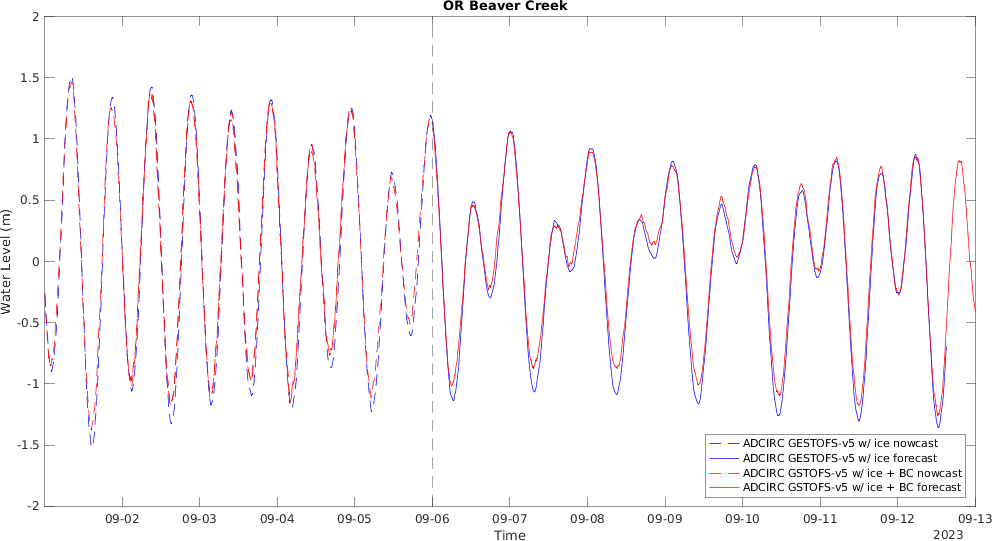 OR Beaver Creek
2
1.5
1
0.5
0
-0.5
-1
-1.5
-2
Water Level (m)
ADCIRC GESTOFS-v5 w/ ice nowcast
ADCIRC GESTOFS-v5 w/ ice forecast
ADCIRC GSTOFS-v5 w/ ice + BC nowcast
ADCIRC GSTOFS-v5 w/ ice + BC forecast
09-02 09-03 09-04 09-05 09-06 09-07 09-08 09-09 09-10 09-11 09-12 09-13
Time
2023